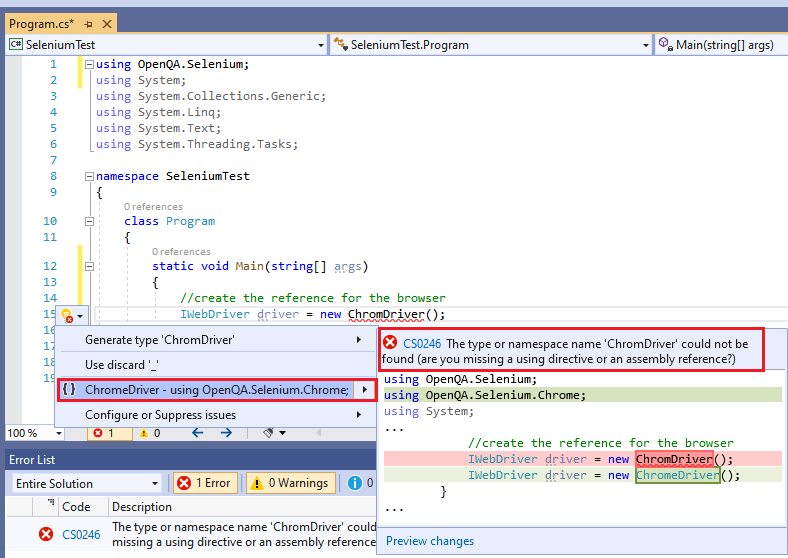 Program.cs*
SeleniumTest SeleniumTest.Program Main(string[] args)
1 using OpenQA.Selenium;
2 using System;
3 using System.Collections.Generic;
4 using System.Linq;
5 using System.Text;
6 using System.Threading.Tasks;
7
8 namespace SeleniumTest
9 {
0 references
10 class Program
11 {
0 references
12 static void Main(string[] args)
13 {
14 //create the reference for the browser
15 IWebDriver driver = new ChromDriver();
16
17
18
19
Generate type 'ChromDriver'
Use discard '_'
{ } ChromeDriver - using OpenQA.Selenium.Chrome;
Configure or Suppress issues
CS0246 The type or namespace name 'ChromDriver' could not be
found (are you missing a using directive or an assembly reference?)
using OpenQA.Selenium;
using OpenQA.Selenium.Chrome;
using System;
...
//create the reference for the browser
IWebDriver driver = new ChromDriver();
IWebDriver driver = new ChromeDriver();
}
...
Preview changes
100 % 1 0
Error List
Entire Solution 1 Error 0 Warnings 0
Code Description
CS0246 The type or namespace name 'ChromDriver' could
missing a using directive or an assembly reference